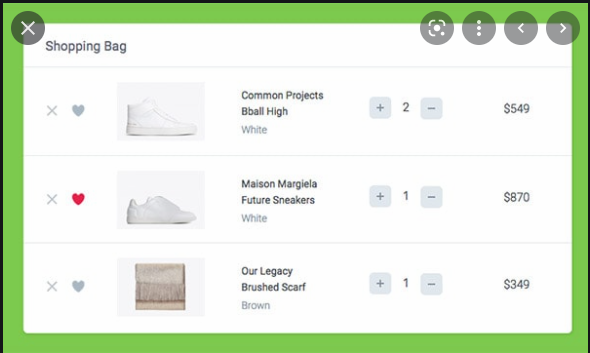 Shopping Bag
Common Projects
Bball High
White
+ 2 −
$549
Maison Margiela
Future Sneakers
White
+ 1 −
$870
Our Legacy
Brushed Scarf
Brown
+ 1 −
$349